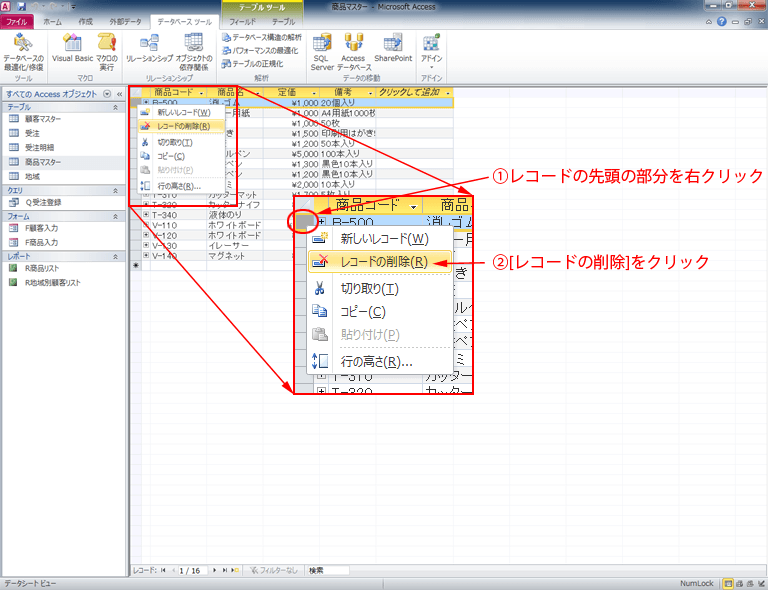 商品マスター - Microsoft Access
テーブル ツール
ファイル ホーム 作成 外部データ データベース ツール フィールド テーブル
データベースの最適化/修復
Visual Basic
マクロの実行
リレーションシップ
オブジェクトの依存関係
データベース構造の解析
パフォーマンスの最適化
テーブルの正規化
SQL Server
Access データベース
SharePoint
アドイン
ツール マクロ リレーションシップ 解析 データの移動 アドイン
すべての Access オブジェクト
テーブル
顧客マスター
受注
受注明細
商品マスター
地域
クエリ
Q受注登録
フォーム
F顧客入力
F商品入力
レポート
R商品リスト
R地域別顧客リスト
商品コード 商品名 定価 備考 クリックして追加
B-500 消しゴム ¥1,000 20個入り
新しいレコード(W)
レコードの削除(R)
切り取り(T)
コピー(C)
貼り付け(P)
行の高さ(R)...
ー用紙 ¥1,000 A4用紙1000枚
¥1,000 50枚
き ¥1,500 印刷用はがき
¥1,200 50本入り
ルペン ¥5,000 100本入り
ペン ¥1,300 黒色10本入り
ペン ¥1,200 黒色10本入り
ミ ¥2,000 10本入り
T-310 カッターマット ¥1,700 5枚入り
T-320 カッターナイフ
T-340 液体のり
V-110 ホワイトボード
V-120 ホワイトボード
V-130 イレーサー
V-140 マグネット
商品コード 商品
B-500 消しゴム
新しいレコード(W)
レコードの削除(R)
切り取り(T)
コピー(C)
貼り付け(P)
行の高さ(R)...
T-310 カッター
T-320 カッター
①レコードの先頭の部分を右クリック
②[レコードの削除]をクリック
レコード: 1 / 16 フィルターなし 検索
データシート ビュー NumLock